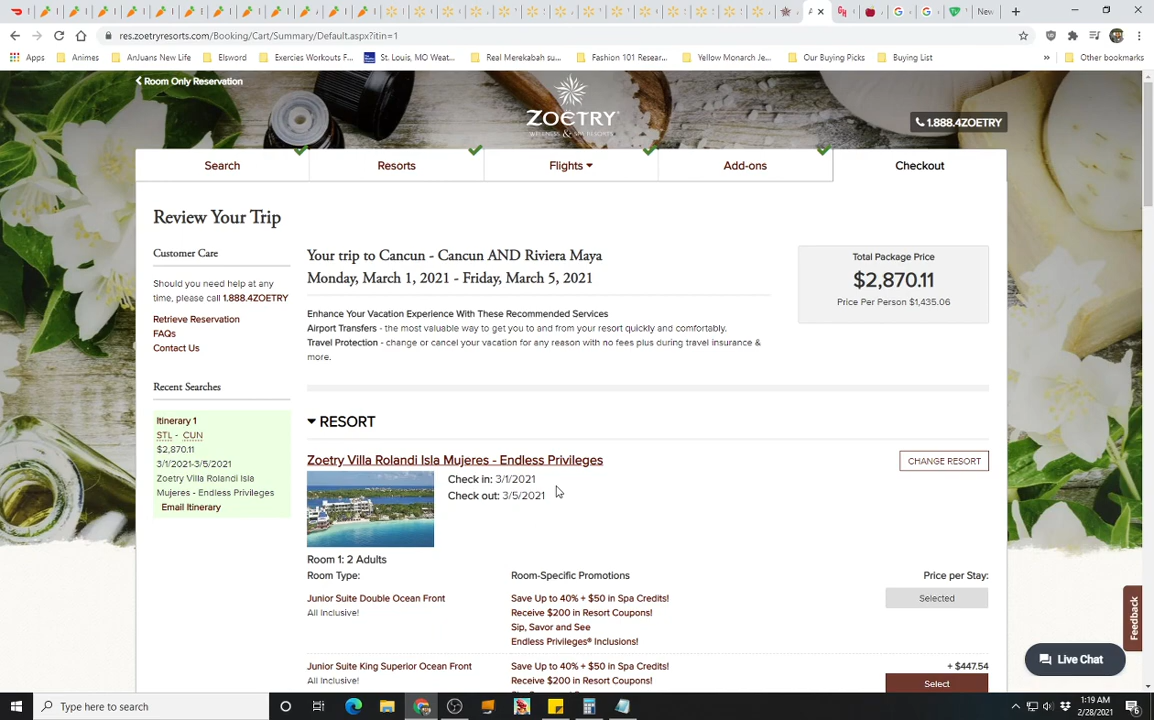 New
res.zoetryresorts.com/Booking/Cart/Summary/Default.aspx?itin=1
Apps
Animes
AnJuans New Life
Elsword
Exercies Workouts F...
St. Louis, MO Weat...
Real Merekabah su...
Fashion 101 Resear...
Yellow Monarch Je...
Our Buying Picks
Buying List
»
Other bookmarks
Room Only Reservation
ZOËTRY
WELLNESS & SPA RESORTS
1.888.4ZOETRY
Search
Resorts
Flights
Add-ons
Checkout
Review Your Trip
Customer Care
Should you need help at any
time, please call 1.888.4ZOETRY
Retrieve Reservation
FAQs
Contact Us
Recent Searches
Itinerary 1
STL - CUN
$2,870.11
3/1/2021-3/5/2021
Zoetry Villa Rolandi Isla
Mujeres - Endless Privileges
Email Itinerary
Your trip to Cancun - Cancun AND Riviera Maya
Monday, March 1, 2021 - Friday, March 5, 2021
Enhance Your Vacation Experience With These Recommended Services
Airport Transfers - the most valuable way to get you to and from your resort quickly and comfortably.
Travel Protection - change or cancel your vacation for any reason with no fees plus during travel insurance &
more.
Total Package Price
$2,870.11
Price Per Person $1,435.06
RESORT
Zoetry Villa Rolandi Isla Mujeres - Endless Privileges
CHANGE RESORT
Check in: 3/1/2021
Check out: 3/5/2021
Room 1: 2 Adults
Room Type:
Room-Specific Promotions
Price per Stay:
Junior Suite Double Ocean Front
All Inclusive!
Save Up to 40% + $50 in Spa Credits!
Receive $200 in Resort Coupons!
Sip, Savor and See
Endless Privileges® Inclusions!
Selected
Junior Suite King Superior Ocean Front
All Inclusive!
Save Up to 40% + $50 in Spa Credits!
Receive $200 in Resort Coupons!
+ $447.54
Select
Feedback
Live Chat
Type here to search
1:19 AM
2/28/2021
6